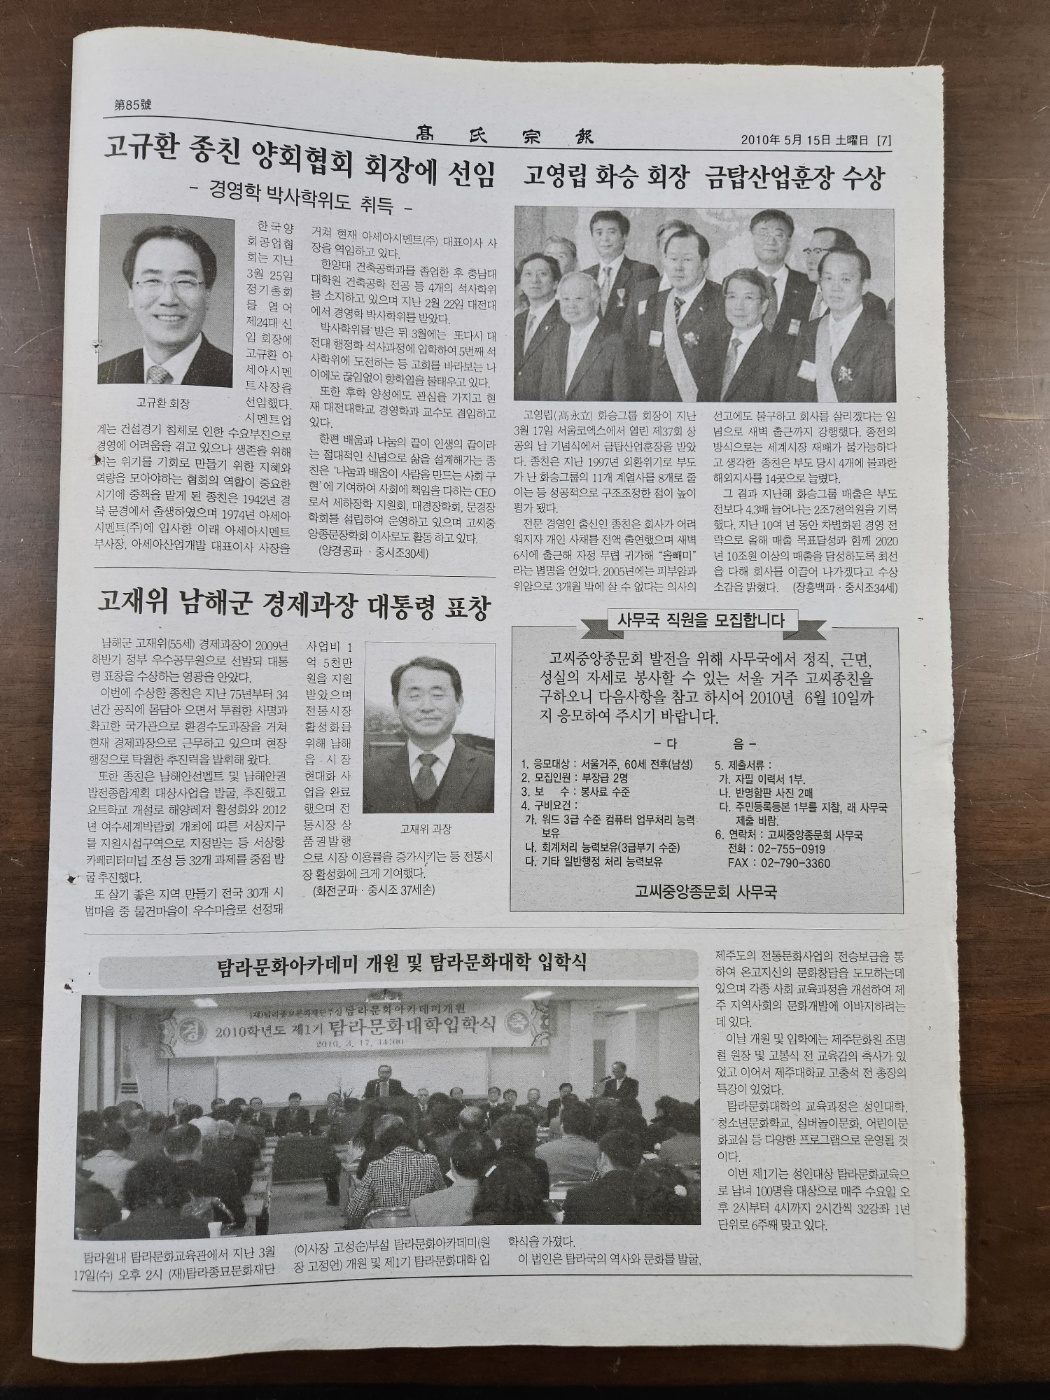 第85號
高氏宗報
2010年 5月 15日 土曜日 [7]
고규환 종친 양회협회 회장에 선임
- 경영학 박사학위도 취득 -
한국양
회공업협
회는 지난
3월 25일
정기총회
를 열어
제24대 신
임 회장에
고규환 아
세아시멘
트사장을
선임했다.
시멘트업
고규환 회장
계는 건설경기 침체로 인한 수요부진으로
경영에 어려움을 겪고 있으나 생존을 위해
서는 위기를 기회로 만들기 위한 지혜와
역량을 모아하는 협회의 역할이 중요한
시기에 중책을 맡게 된 종친은 1942년 경
북 문경에서 출생하였으며 1974년 아세아
시멘트(주)에 입사한 이래 아세아시멘트
부사장, 아세아산업개발 대표이사 사장을
거쳐 현재 아세아시멘트(주) 대표이사 사
장을 역임하고 있다.
한양대 건축공학과를 졸업한 후 충남대
대학원 건축공학 전공 등 4개의 석사학위
를 소지하고 있으며 지난 2월 22일 대전대
에서 경영학 박사학위를 받았다.
박사학위를 받은 뒤 3월에는 또다시 대
전대 행정학 석사과정에 입학하여 5번째 석
사학위에 도전하는 등 고희를 바라보는 나
이에도 끊임없이 향학열을 불태우고 있다.
또한 후학 양성에도 관심을 가지고 현
재 대전대학교 경영학과 교수도 겸임하고
있다.
한편 배움과 나눔의 끝이 인생의 끝이라
는 절대적인 신념으로 삶을 설계해가는 종
친은 '나눔과 배움이 사람을 만드는 사회 구
현'에 기여하여 사회에 책임을 다하는 CEO
로서 세하장학 지원회, 대경장학회, 문경장
학회를 설립하여 운영하고 있으며 고씨중
앙종문장학회 이사로도 활동 하고 있다.
(양경공파 · 중시조30세)
고영립 화승 회장 금탑산업훈장 수상
고영립(高永立) 화승그룹 회장이 지난
3월 17일 서울코엑스에서 열린 제37회 상
공의 날 기념식에서 금탑산업훈장을 받았
다. 종친은 지난 1997년 외환위기로 부도
가 난 화승그룹의 11개 계열사를 8개로 줄
이는 등 성공적으로 구조조정한 점이 높이
평가 됐다.
전문 경영인 출신인 종친은 회사가 어려
워지자 개인 사재를 전액 출연했으며 새벽
6시에 출근해 자정 무렵 귀가해 “올빼미”
라는 별명을 얻었다. 2005년에는 피부암과
위암으로 3개월 밖에 살 수 없다는 의사의
선고에도 불구하고 회사를 살리겠다는 일
념으로 새벽 출근까지 강행했다. 종전의
방식으로는 세계시장 재패가 불가능하다
고 생각한 종친은 부도 당시 4개에 불과한
해외지사를 14곳으로 늘렸다.
그 결과 지난해 화승그룹 매출은 부도
전보다 4.3배 늘어나는 2조7천억원을 기록
했다. 지난 10여 년 동안 차별화된 경영 전
략으로 올해 매출 목표달성과 함께 2020
년 10조원 이상의 매출을 달성하도록 최선
을 다해 회사를 이끌어 나가겠다고 수상
소감을 밝혔다. (장흥백파 · 중시조34세)
고재위 남해군 경제과장 대통령 표창
남해군 고재위(55세) 경제과장이 2009년
하반기 정부 우수공무원으로 선발되 대통
령 표창을 수상하는 영광을 안았다.
이번에 수상한 종친은 지난 75년부터 34
년간 공직에 몸담아 오면서 투철한 사명과
확고한 국가관으로 환경수도과장을 거쳐
현재 경제과장으로 근무하고 있으며 현장
행정으로 탁월한 추진력을 발휘해 왔다.
또한 종친은 남해안선벨트 및 남해안권
발전종합계획 대상사업을 발굴, 추진했고
요트학교 개설로 해양레저 활성화와 2012
년 여수세계박람회 개최에 따른 서상지구
를 지원시설구역으로 지정받는 등 서상항
카페리터미널 조성 등 32개 과제를 중점 발
굴 추진했다.
또 살기 좋은 지역 만들기 전국 30개 시
범마을 중 물건마을이 우수마을로 선정돼
사업비 1
억 5천만
원을 지원
받았으며
전통시장
활성화를
위해 남해
읍 시장
현대화 사
업을 완료
했으며 전
통시장 상
품권발행
고재위 과장
으로 시장 이용률을 증가시키는 등 전통시
장 활성화에 크게 기여했다.
(화전군파 · 중시조 37세손)
사무국 직원을 모집합니다
고씨중앙종문회 발전을 위해 사무국에서 정직, 근면,
성실의 자세로 봉사할 수 있는 서울 거주 고씨종친을
구하오니 다음사항을 참고 하시어 2010년 6월 10일까
지 응모하여 주시기 바랍니다.
- 다 음 -
1. 응모대상 : 서울거주, 60세 전후(남성)
2. 모집인원 : 부장급 2명
3. 보 수 : 봉사료 수준
4. 구비요건 :
가. 워드 3급 수준 컴퓨터 업무처리 능력
보유
나. 회계처리 능력보유(3급부기 수준)
다. 기타 일반행정 처리 능력보유
5. 제출서류 :
가. 자필 이력서 1부.
나. 반명함판 사진 2매
다. 주민등록등본 1부를 지참, 래 사무국
제출 바람.
6. 연락처 : 고씨중앙종문회 사무국
전화 : 02-755-0919
FAX : 02-790-3360
고씨중앙종문회 사무국
탐라문화아카데미 개원 및 탐라문화대학 입학식
(재)탐라종묘문화재단부설 탐라문화아카데미개원
경 2010학년도 제1기 탐라문화대학입학식 축
2010. 3. 17. 14:00
탐라원내 탐라문화교육관에서 지난 3월
17일(수) 오후 2시 (재)탐라종묘문화재단
(이사장 고성순)부설 탐라문화아카데미(원
장 고정언) 개원 및 제1기 탐라문화대학 입
학식을 가졌다.
이 법인은 탐라국의 역사와 문화를 발굴,
제주도의 전통문화사업의 전승보급을 통
하여 온고지신의 문화창달을 도모하는데
있으며 각종 사회 교육과정을 개설하여 제
주 지역사회의 문화개발에 이바지하려는
데 있다.
이날 개원 및 입학에는 제주문화원 조명
철 원장 및 고봉식 전 교육감의 축사가 있
었고 이어서 제주대학교 고충석 전 총장의
특강이 있었다.
탐라문화대학의 교육과정은 성인대학,
청소년문화학교, 실버놀이문화, 어린이문
화교실 등 다양한 프로그램으로 운영될 것
이다.
이번 제1기는 성인대상 탐라문화교육으
로 남녀 100명을 대상으로 매주 수요일 오
후 2시부터 4시까지 2시간씩 32강좌 1년
단위로 6주째 맞고 있다.